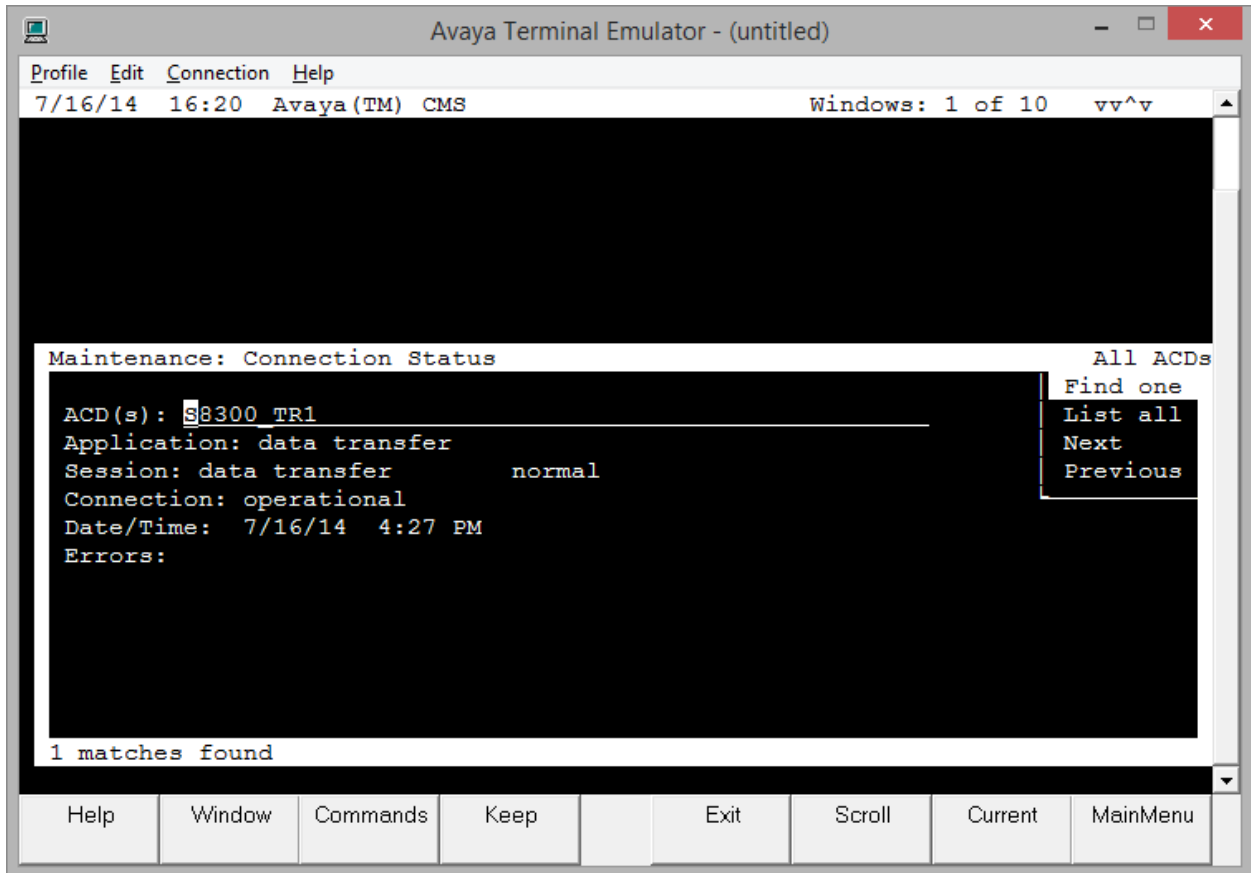 Avaya Terminal Emulator - (untitled)
Profile Edit Connection Help
7/16/14 16:20 Avaya(TM) CMS Windows: 1 of 10 vv^v
Maintenance: Connection Status All ACDs
Find one
ACD(s): S8300_TR1 List all
Application: data transfer Next
Session: data transfer normal Previous
Connection: operational
Date/Time: 7/16/14 4:27 PM
Errors:
1 matches found
Help Window Commands Keep Exit Scroll Current MainMenu